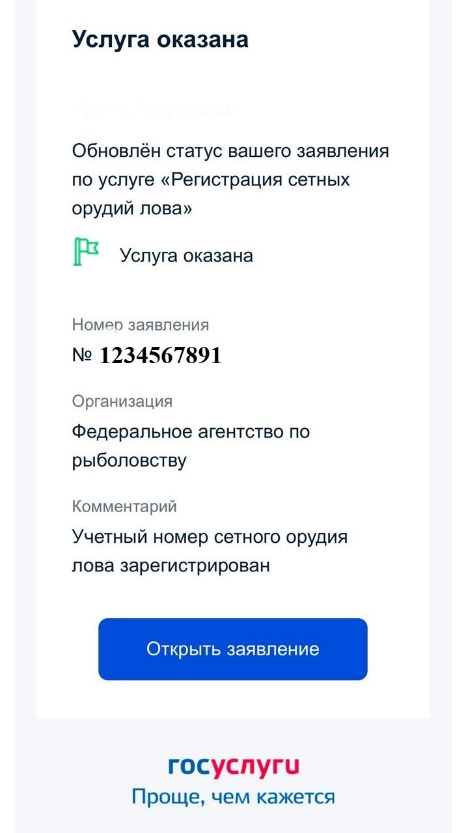 Услуга оказана
Обновлён статус вашего заявления
по услуге «Регистрация сетных
орудий лова»
Услуга оказана
Номер заявления
№ 1234567891
Организация
Федеральное агентство по
рыболовству
Комментарий
Учетный номер сетного орудия
лова зарегистрирован
Открыть заявление
госуслуги
Проще, чем кажется